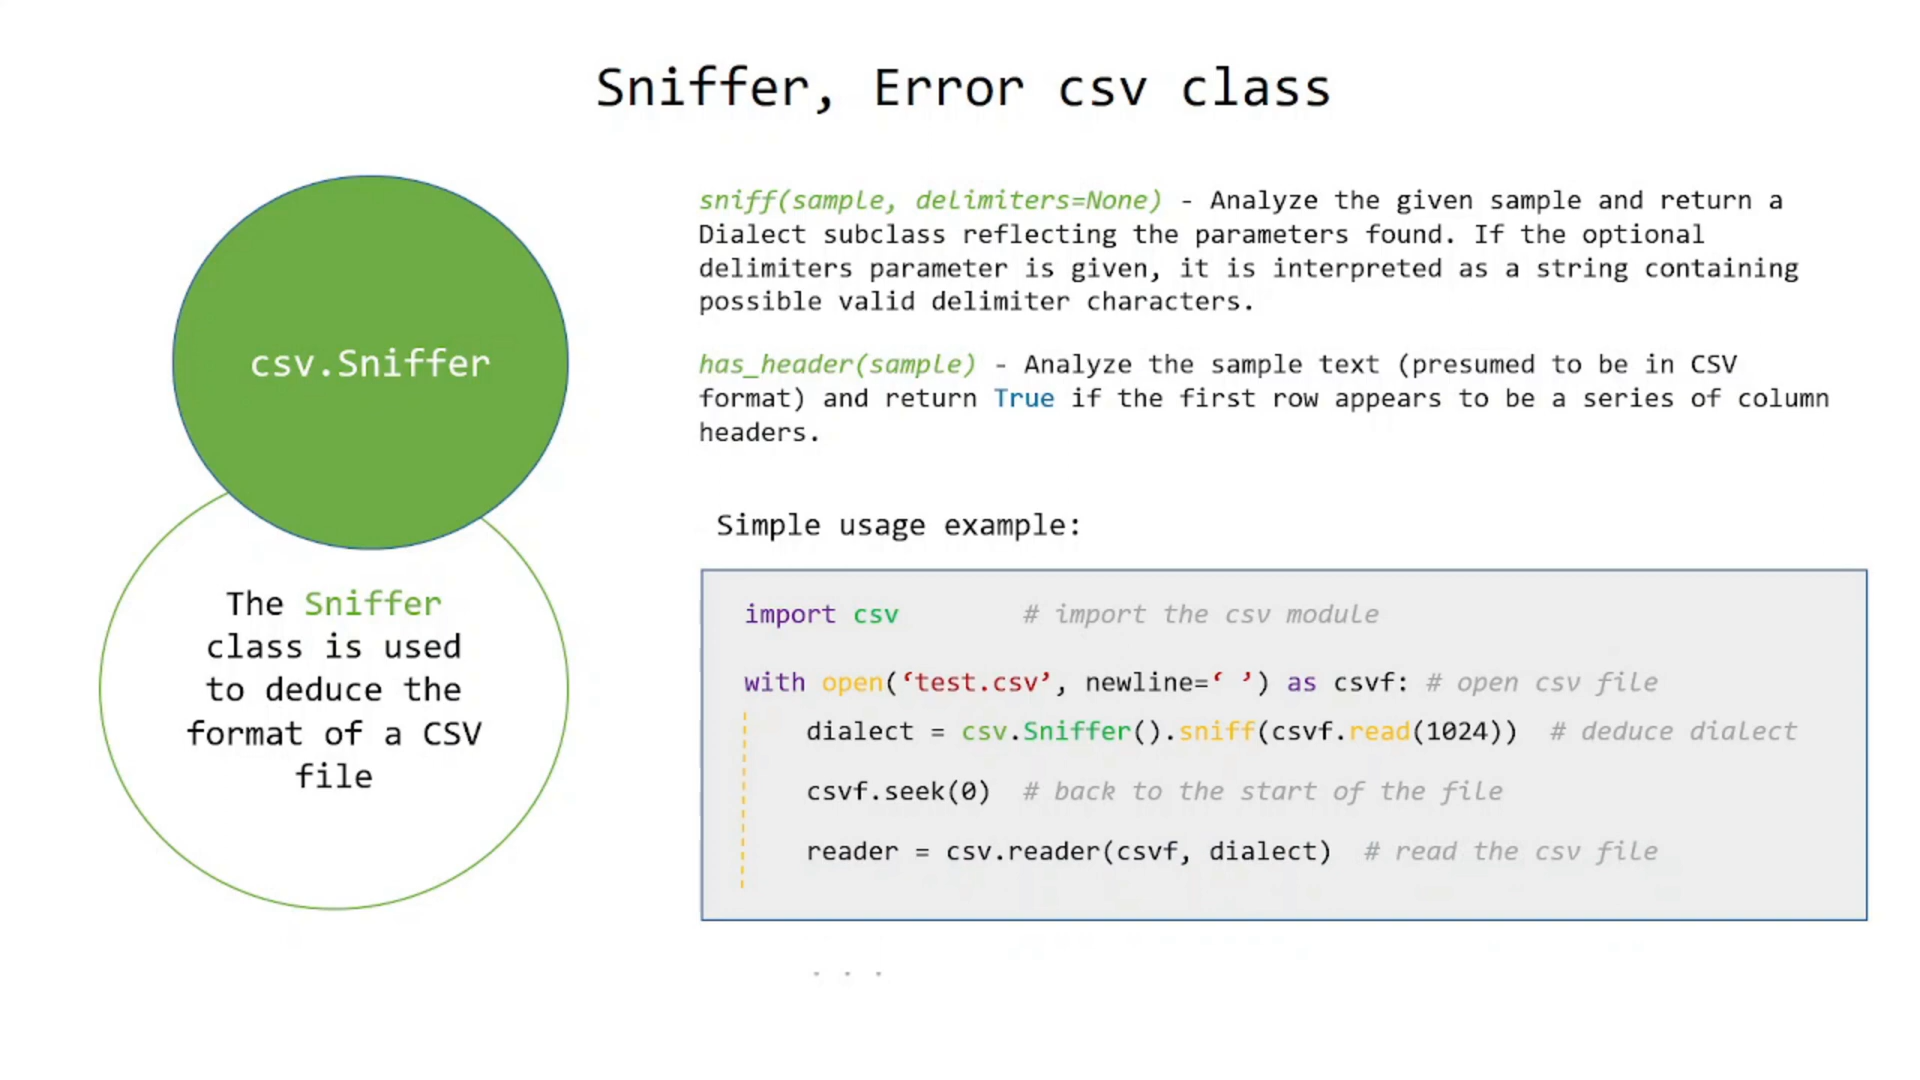 Sniffer, Error csv class
csv.Sniffer
The Sniffer
class is used
to deduce the
format of a CSV
file
sniff(sample, delimiters=None) - Analyze the given sample and return a
Dialect subclass reflecting the parameters found. If the optional
delimiters parameter is given, it is interpreted as a string containing
possible valid delimiter characters.
has_header(sample) - Analyze the sample text (presumed to be in CSV
format) and return True if the first row appears to be a series of column
headers.
Simple usage example:
import csv # import the csv module
with open(‘test.csv’, newline=‘ ’) as csvf: # open csv file
dialect = csv.Sniffer().sniff(csvf.read(1024)) # deduce dialect
csvf.seek(0) # back to the start of the file
reader = csv.reader(csvf, dialect) # read the csv file
. . .